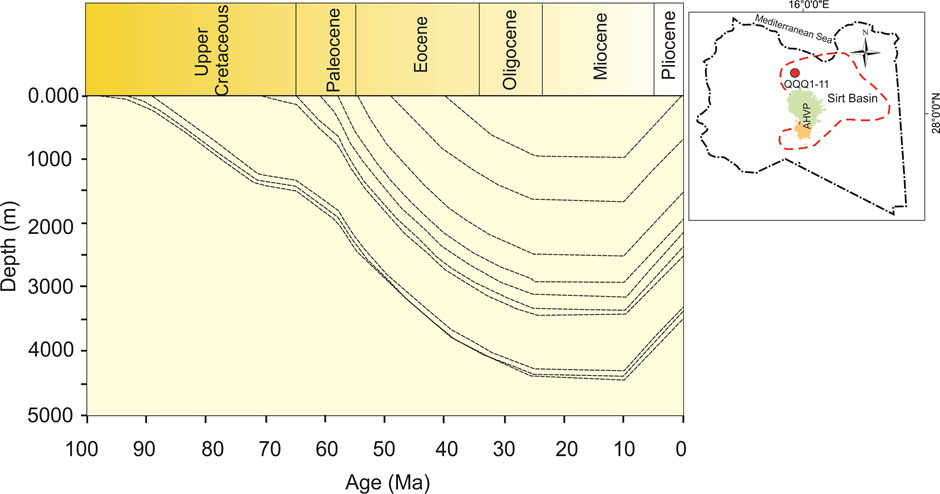 Upper
Cretaceous
Paleocene
Eocene
Oligocene
Miocene
Pliocene
0.000
1000
2000
3000
4000
5000
Depth (m)
100
90
80
70
60
50
40
30
20
10
0
Age (Ma)
16°0'0"E
Mediterranean Sea
N
QQQ1-11
Sirt Basin
AHVP
28°0'0"N